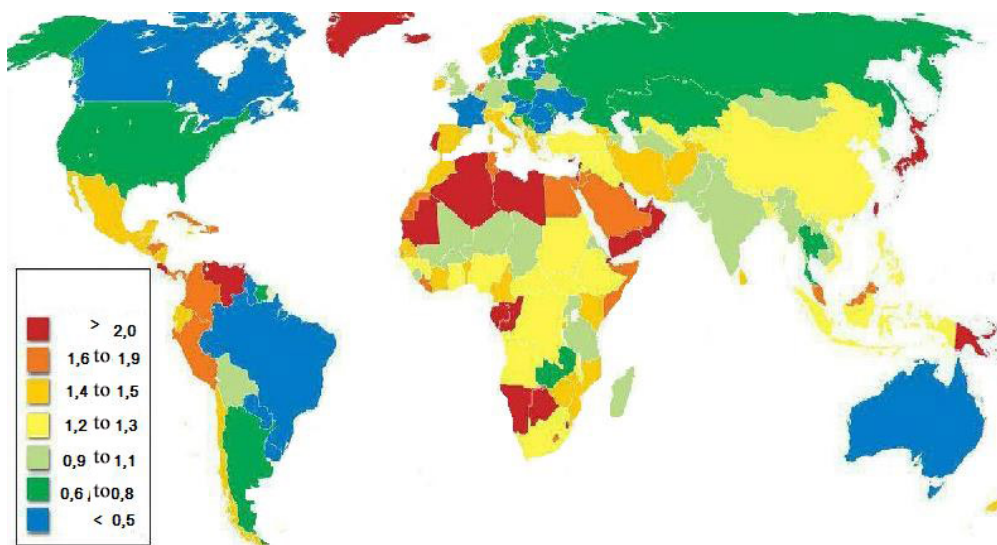 > 2,0
1,6 to 1,9
1,4 to 1,5
1,2 to 1,3
0,9 to 1,1
0,6 to 0,8
< 0,5